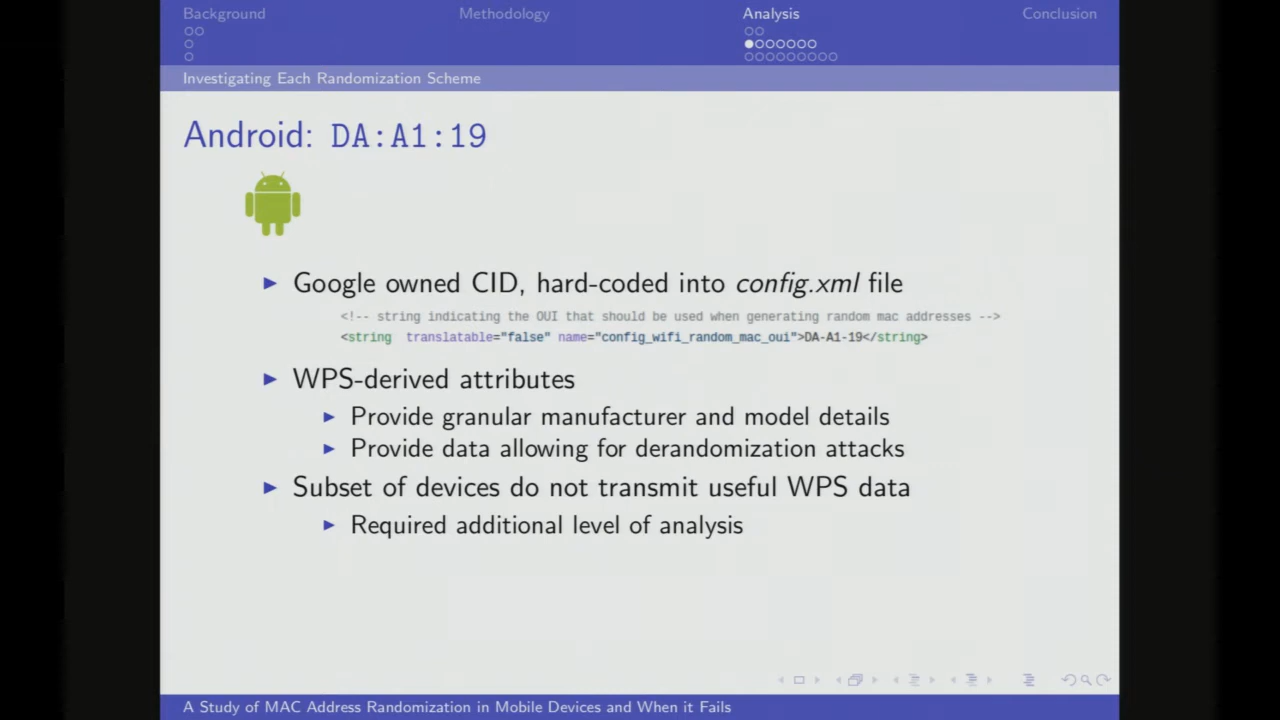 Background Methodology Analysis Conclusion
Investigating Each Randomization Scheme
Android: DA:A1:19
Google owned CID, hard-coded into config.xml file
<!-- string indicating the OUI that should be used when generating random mac addresses -->
<string translatable="false" name="config_wifi_random_mac_oui">DA-A1-19</string>
WPS-derived attributes
Provide granular manufacturer and model details
Provide data allowing for derandomization attacks
Subset of devices do not transmit useful WPS data
Required additional level of analysis
A Study of MAC Address Randomization in Mobile Devices and When it Fails